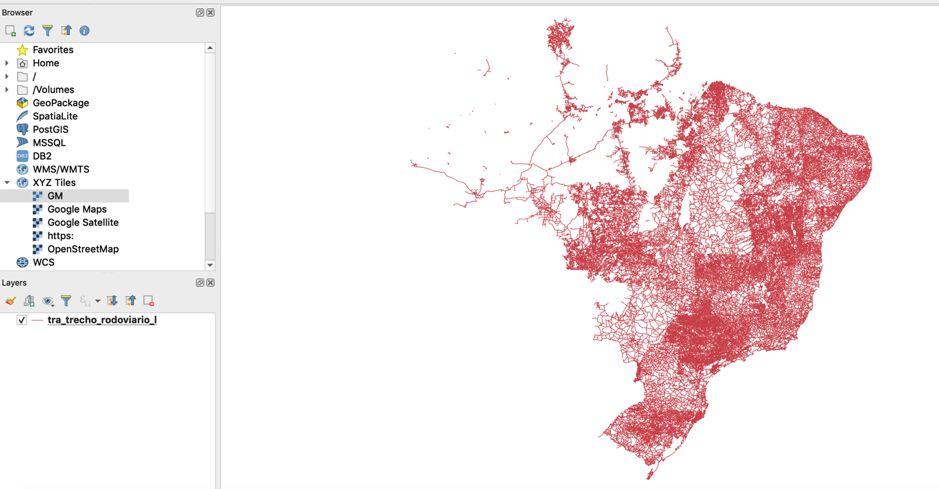 Browser
Favorites
Home
/
/Volumes
GeoPackage
SpatiaLite
PostGIS
MSSQL
DB2
WMS/WMTS
XYZ Tiles
GM
Google Maps
Google Satellite
https:
OpenStreetMap
WCS
Layers
tra_trecho_rodoviario_l